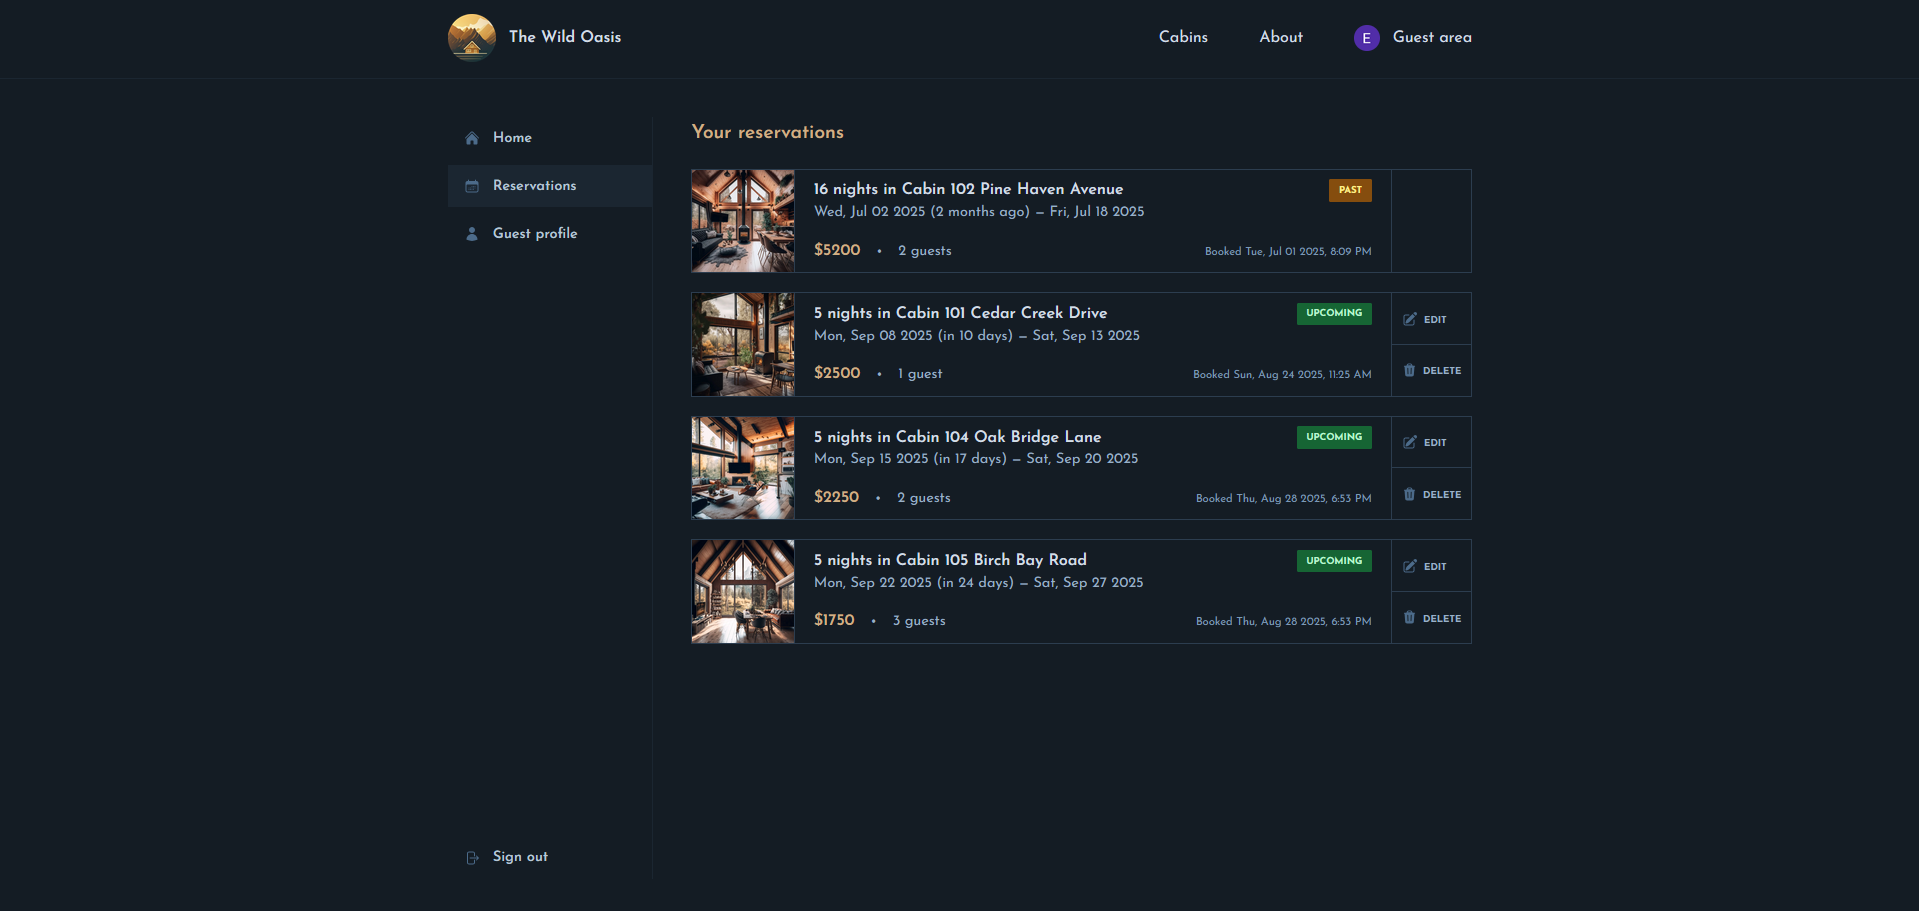 The Wild Oasis
Cabins
About
E
Guest area
Home
Reservations
Guest profile
Sign out
Your reservations
16 nights in Cabin 102 Pine Haven Avenue
PAST
Wed, Jul 02 2025 (2 months ago) — Fri, Jul 18 2025
$5200 • 2 guests
Booked Tue, Jul 01 2025, 8:09 PM
5 nights in Cabin 101 Cedar Creek Drive
UPCOMING
Mon, Sep 08 2025 (in 10 days) — Sat, Sep 13 2025
$2500 • 1 guest
Booked Sun, Aug 24 2025, 11:25 AM
EDIT
DELETE
5 nights in Cabin 104 Oak Bridge Lane
UPCOMING
Mon, Sep 15 2025 (in 17 days) — Sat, Sep 20 2025
$2250 • 2 guests
Booked Thu, Aug 28 2025, 6:53 PM
EDIT
DELETE
5 nights in Cabin 105 Birch Bay Road
UPCOMING
Mon, Sep 22 2025 (in 24 days) — Sat, Sep 27 2025
$1750 • 3 guests
Booked Thu, Aug 28 2025, 6:53 PM
EDIT
DELETE